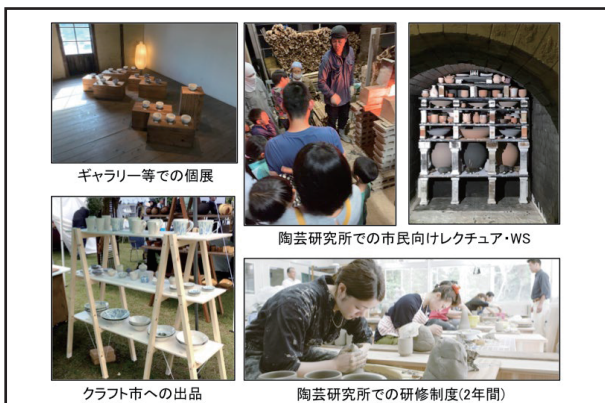 ギャラリー等での個展
陶芸研究所での市民向けレクチュア・WS
クラフト市への出品
陶芸研究所での研修制度(2年間)